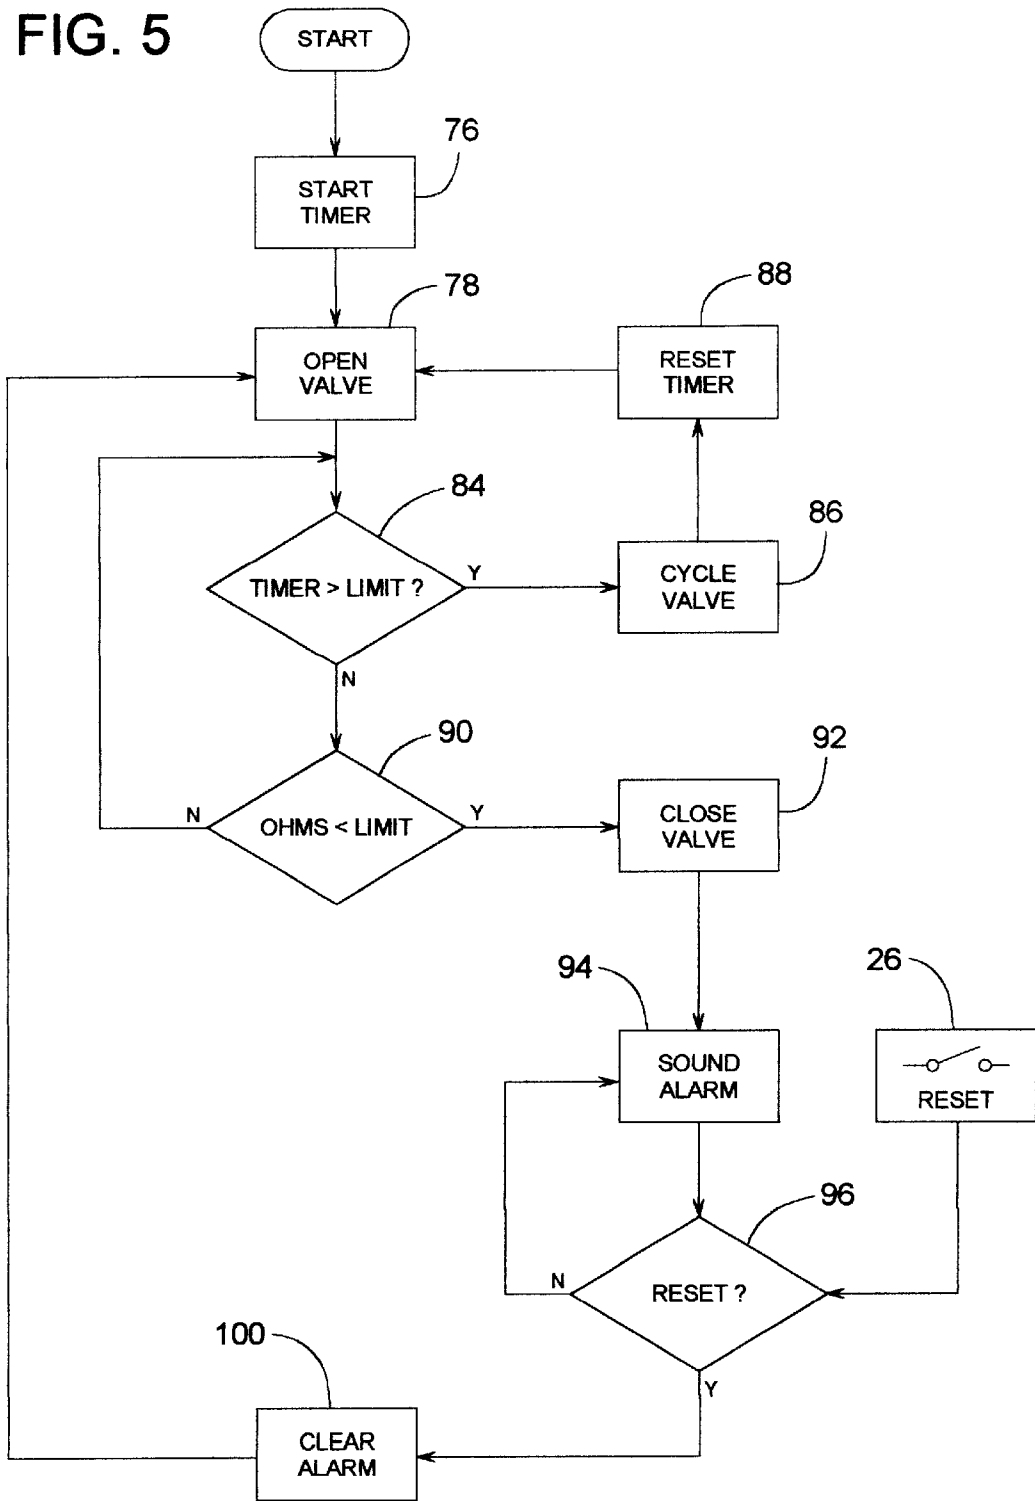 FIG. 5
START
76
START
TIMER
78
OPEN
VALVE
88
RESET
TIMER
84
TIMER > LIMIT ?
Y
N
86
CYCLE
VALVE
90
OHMS < LIMIT
N
Y
92
CLOSE
VALVE
94
SOUND
ALARM
26
RESET
96
RESET ?
N
Y
100
CLEAR
ALARM